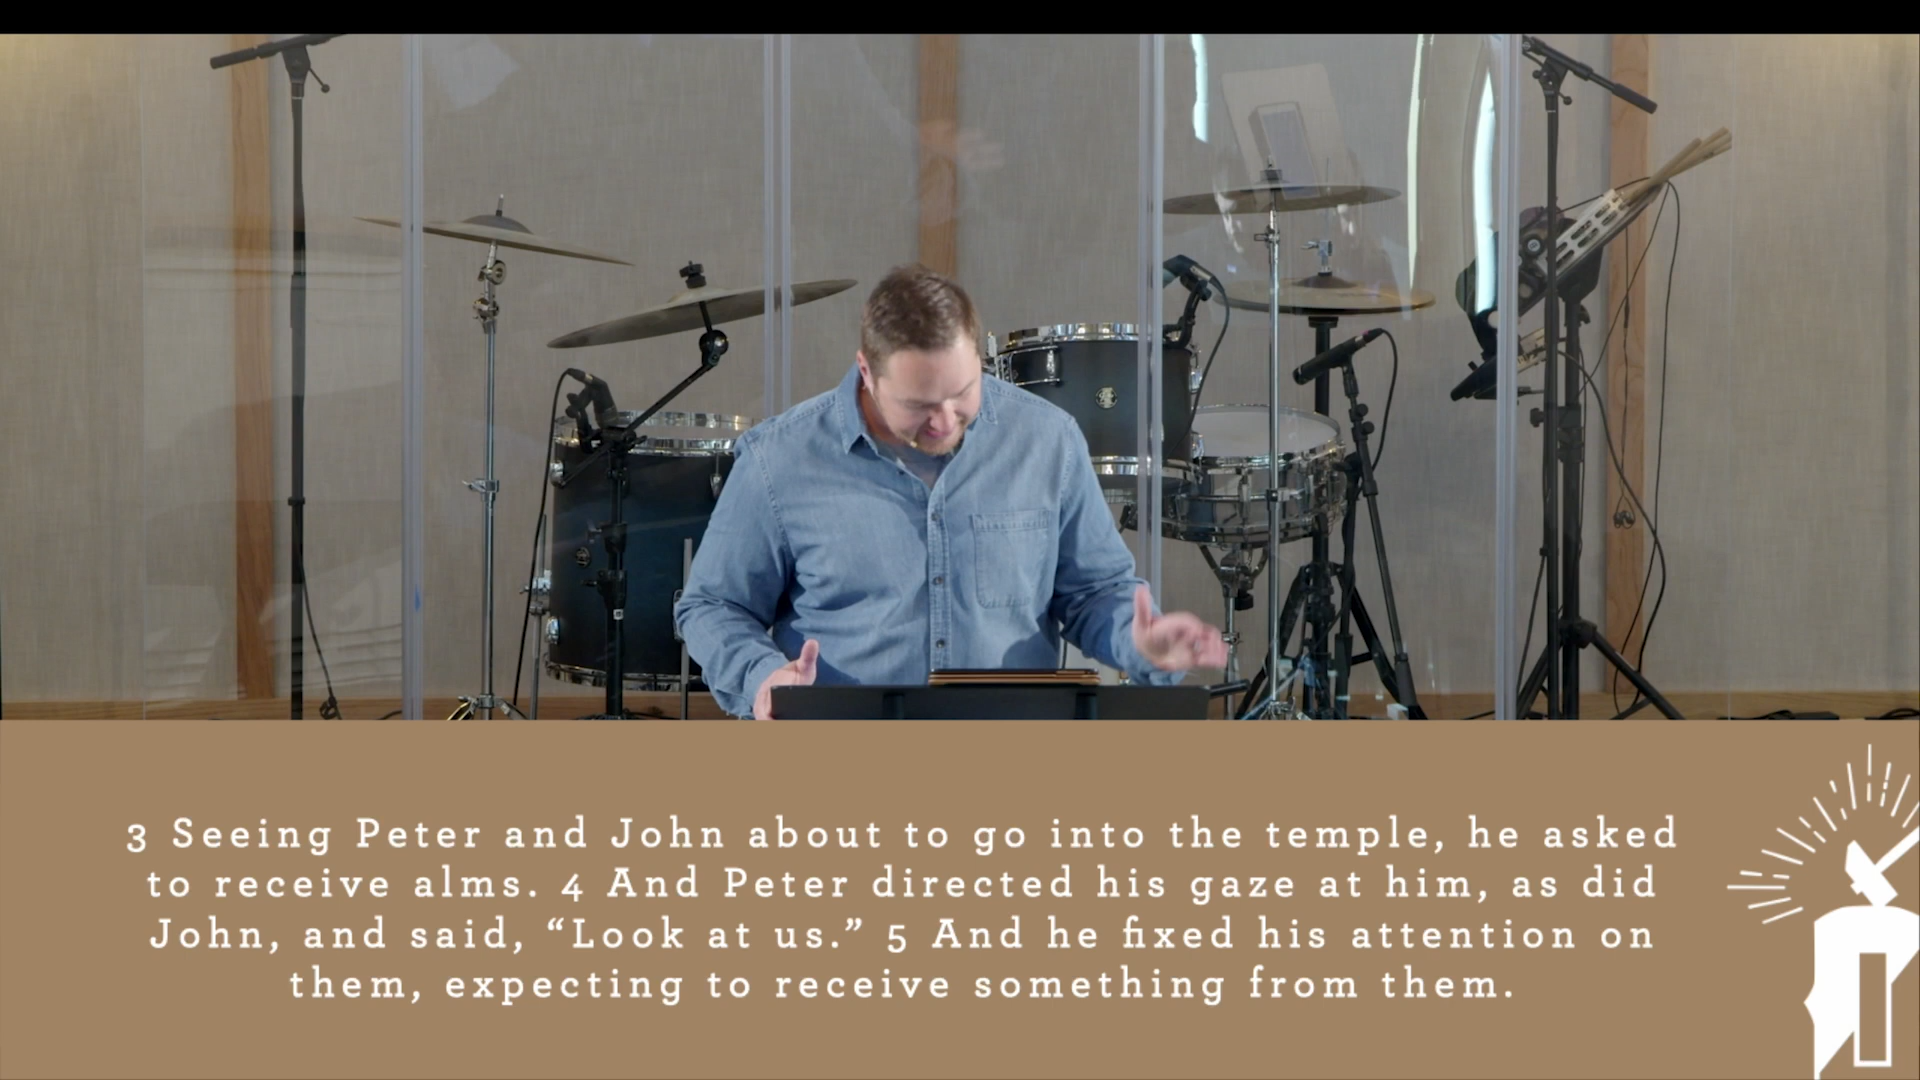 3 Seeing Peter and John about to go into the temple, he asked
to receive alms. 4 And Peter directed his gaze at him, as did
John, and said, “Look at us.” 5 And he fixed his attention on
them, expecting to receive something from them.